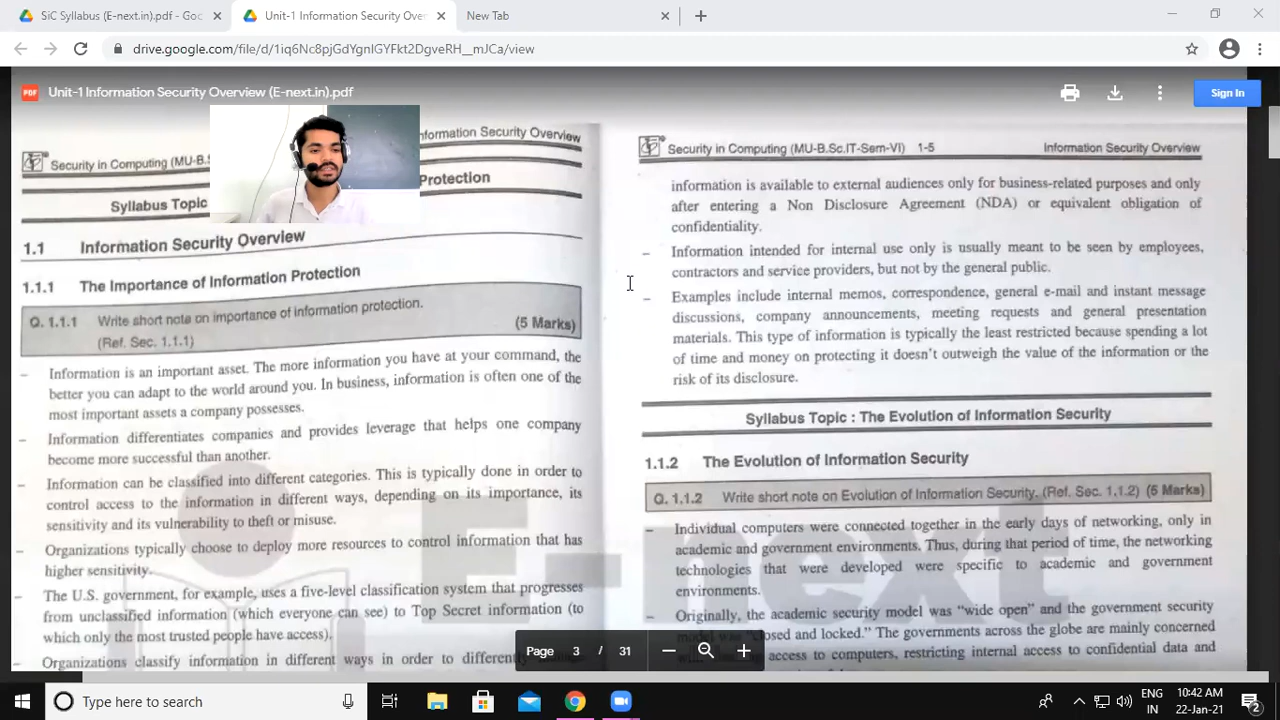 SiC Syllabus (E-next.in).pdf - Goo
Unit-1 Information Security Over
New Tab
drive.google.com/file/d/1iq6Nc8pjGdYgnIGYFkt2DgveRH__mJCa/view
Unit-1 Information Security Overview (E-next.in).pdf
Sign In
Security in Computing (MU-B.S
nformation Security Overview
Syllabus Topic
Protection
1.1 Information Security Overview
1.1.1 The Importance of Information Protection
Q. 1.1.1 Write short note on importance of information protection.
(Ref. Sec. 1.1.1) (5 Marks)
– Information is an important asset. The more information you have at your command, the
better you can adapt to the world around you. In business, information is often one of the
most important assets a company possesses.
– Information differentiates companies and provides leverage that helps one company
become more successful than another.
– Information can be classified into different categories. This is typically done in order to
control access to the information in different ways, depending on its importance, its
sensitivity and its vulnerability to theft or misuse.
– Organizations typically choose to deploy more resources to control information that has
higher sensitivity.
– The U.S. government, for example, uses a five-level classification system that progresses
from unclassified information (which everyone can see) to Top Secret information (to
which only the most trusted people have access).
– Organizations classify information in different ways in order to differently
Security in Computing (MU-B.Sc.IT-Sem-VI) 1-5 Information Security Overview
information is available to external audiences only for business-related purposes and only
after entering a Non Disclosure Agreement (NDA) or equivalent obligation of
confidentiality.
– Information intended for internal use only is usually meant to be seen by employees,
contractors and service providers, but not by the general public.
– Examples include internal memos, correspondence, general e-mail and instant message
discussions, company announcements, meeting requests and general presentation
materials. This type of information is typically the least restricted because spending a lot
of time and money on protecting it doesn't outweigh the value of the information or the
risk of its disclosure.
Syllabus Topic : The Evolution of Information Security
1.1.2 The Evolution of Information Security
Q. 1.1.2 Write short note on Evolution of Information Security. (Ref. Sec. 1.1.2) (5 Marks)
– Individual computers were connected together in the early days of networking, only in
academic and government environments. Thus, during that period of time, the networking
technologies that were developed were specific to academic and government
environments.
– Originally, the academic security model was "wide open" and the government security
model was "closed and locked." The governments across the globe are mainly concerned
access to computers, restricting internal access to confidential data and
E-next
Page 3 / 31
Type here to search
ENG
IN
10:42 AM
22-Jan-21
2